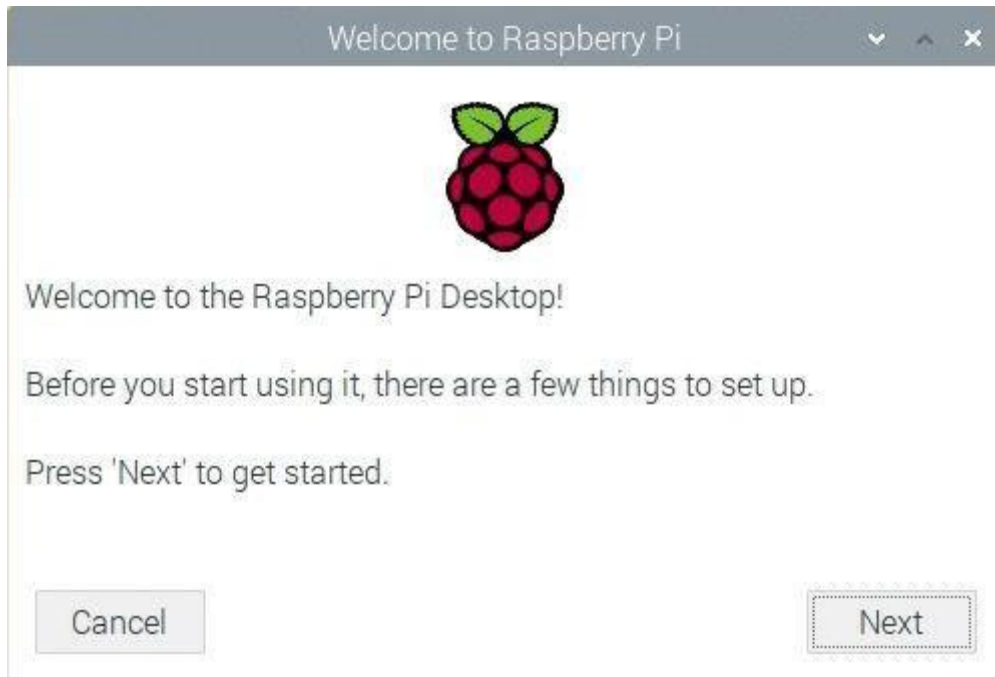 Welcome to Raspberry Pi
Welcome to the Raspberry Pi Desktop!
Before you start using it, there are a few things to set up.
Press 'Next' to get started.
Cancel
Next